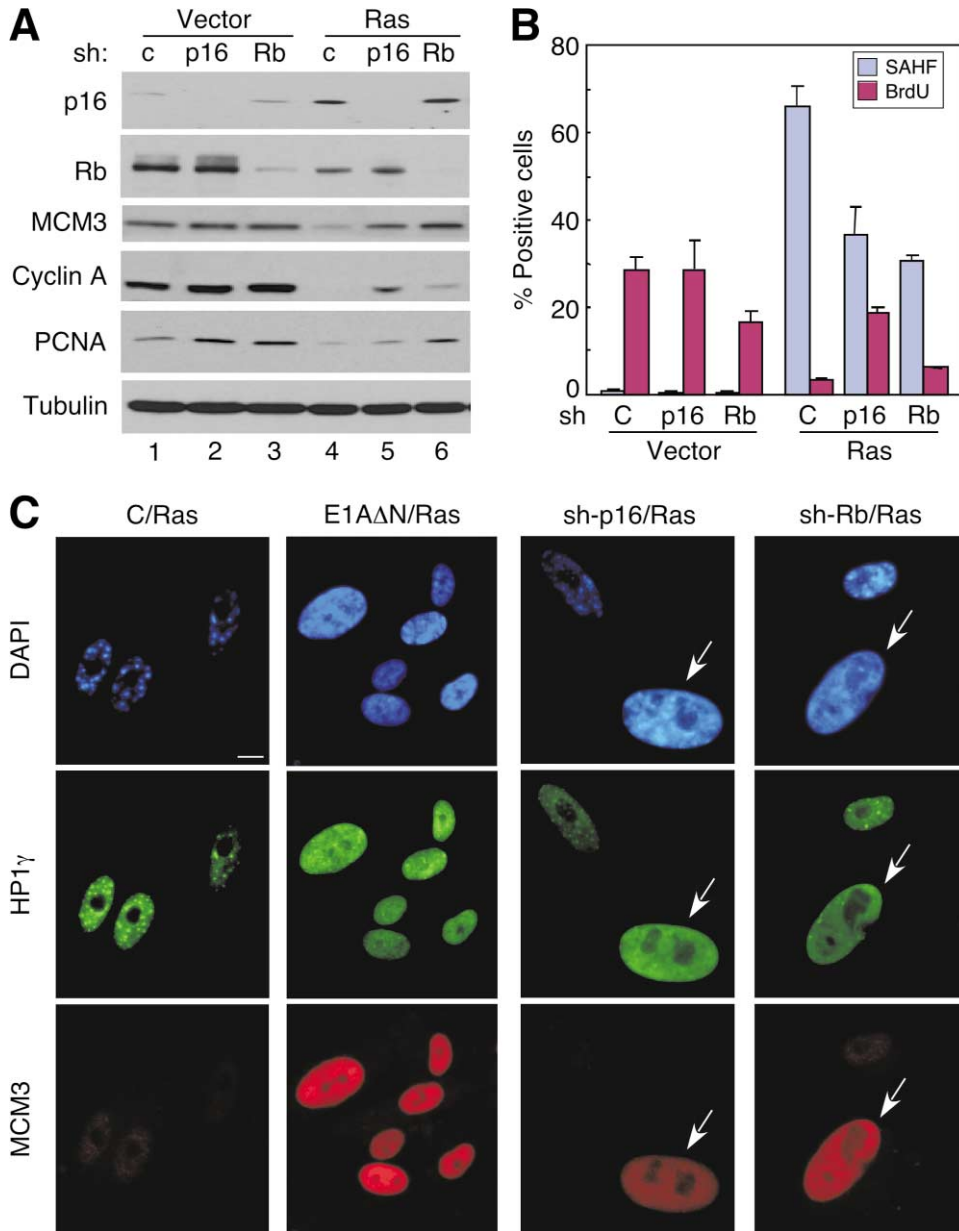 A
Vector Ras
sh: c p16 Rb c p16 Rb
p16
Rb
MCM3
Cyclin A
PCNA
Tubulin
1 2 3 4 5 6
B
80
60
40
20
0
% Positive cells
SAHF
BrdU
sh C p16 Rb C p16 Rb
Vector Ras
C
C/Ras E1AΔN/Ras sh-p16/Ras sh-Rb/Ras
DAPI
HP1γ
MCM3